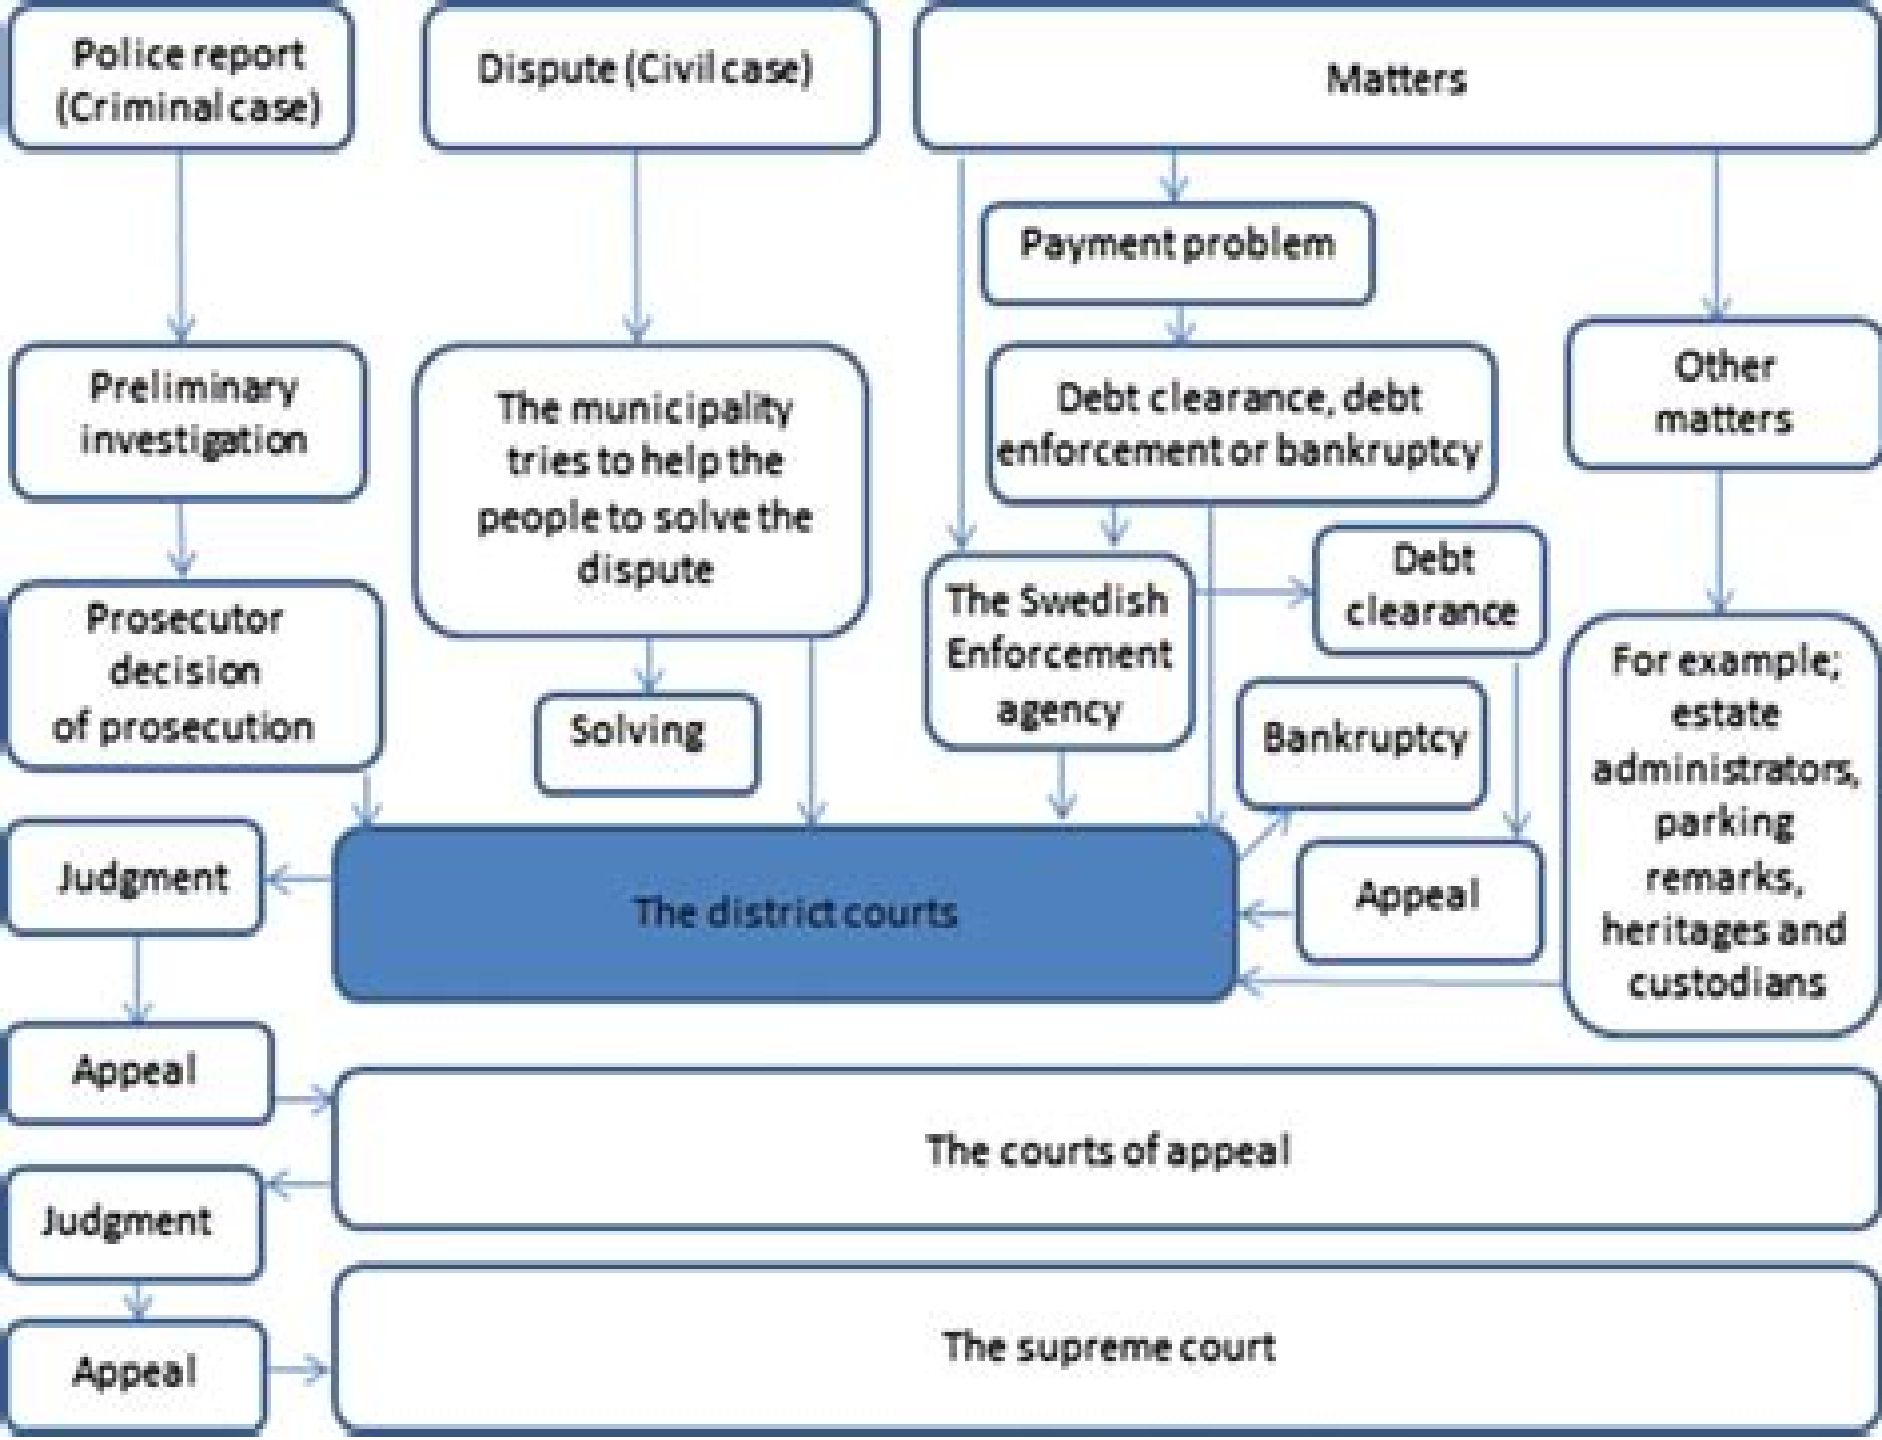 Police report
(Criminal case)
Dispute (Civil case)
Matters
Payment problem
Preliminary
investigation
The municipality
tries to help the
people to solve the
dispute
Debt clearance, debt
enforcement or bankruptcy
Other
matters
Prosecutor
decision
of prosecution
Solving
The Swedish
Enforcement
agency
Debt
clearance
Bankruptcy
For example;
estate
administrators,
parking
remarks,
heritages and
custodians
Judgment
The district courts
Appeal
Appeal
The courts of appeal
Judgment
Appeal
The supreme court